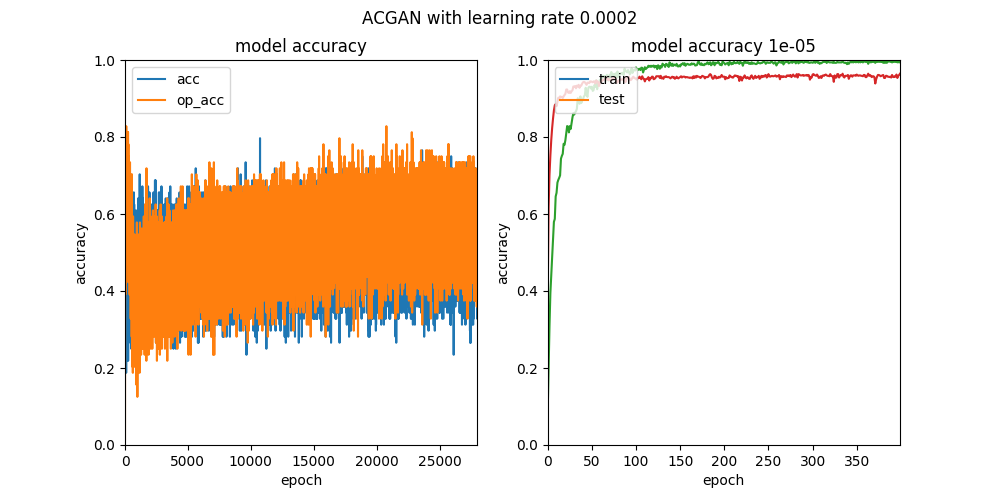 ACGAN with learning rate 0.0002
model accuracy
acc
op_acc
accuracy
1.0
0.8
0.6
0.4
0.2
0.0
0
5000
10000
15000
20000
25000
epoch
model accuracy 1e-05
train
test
accuracy
1.0
0.8
0.6
0.4
0.2
0.0
0
50
100
150
200
250
300
350
epoch